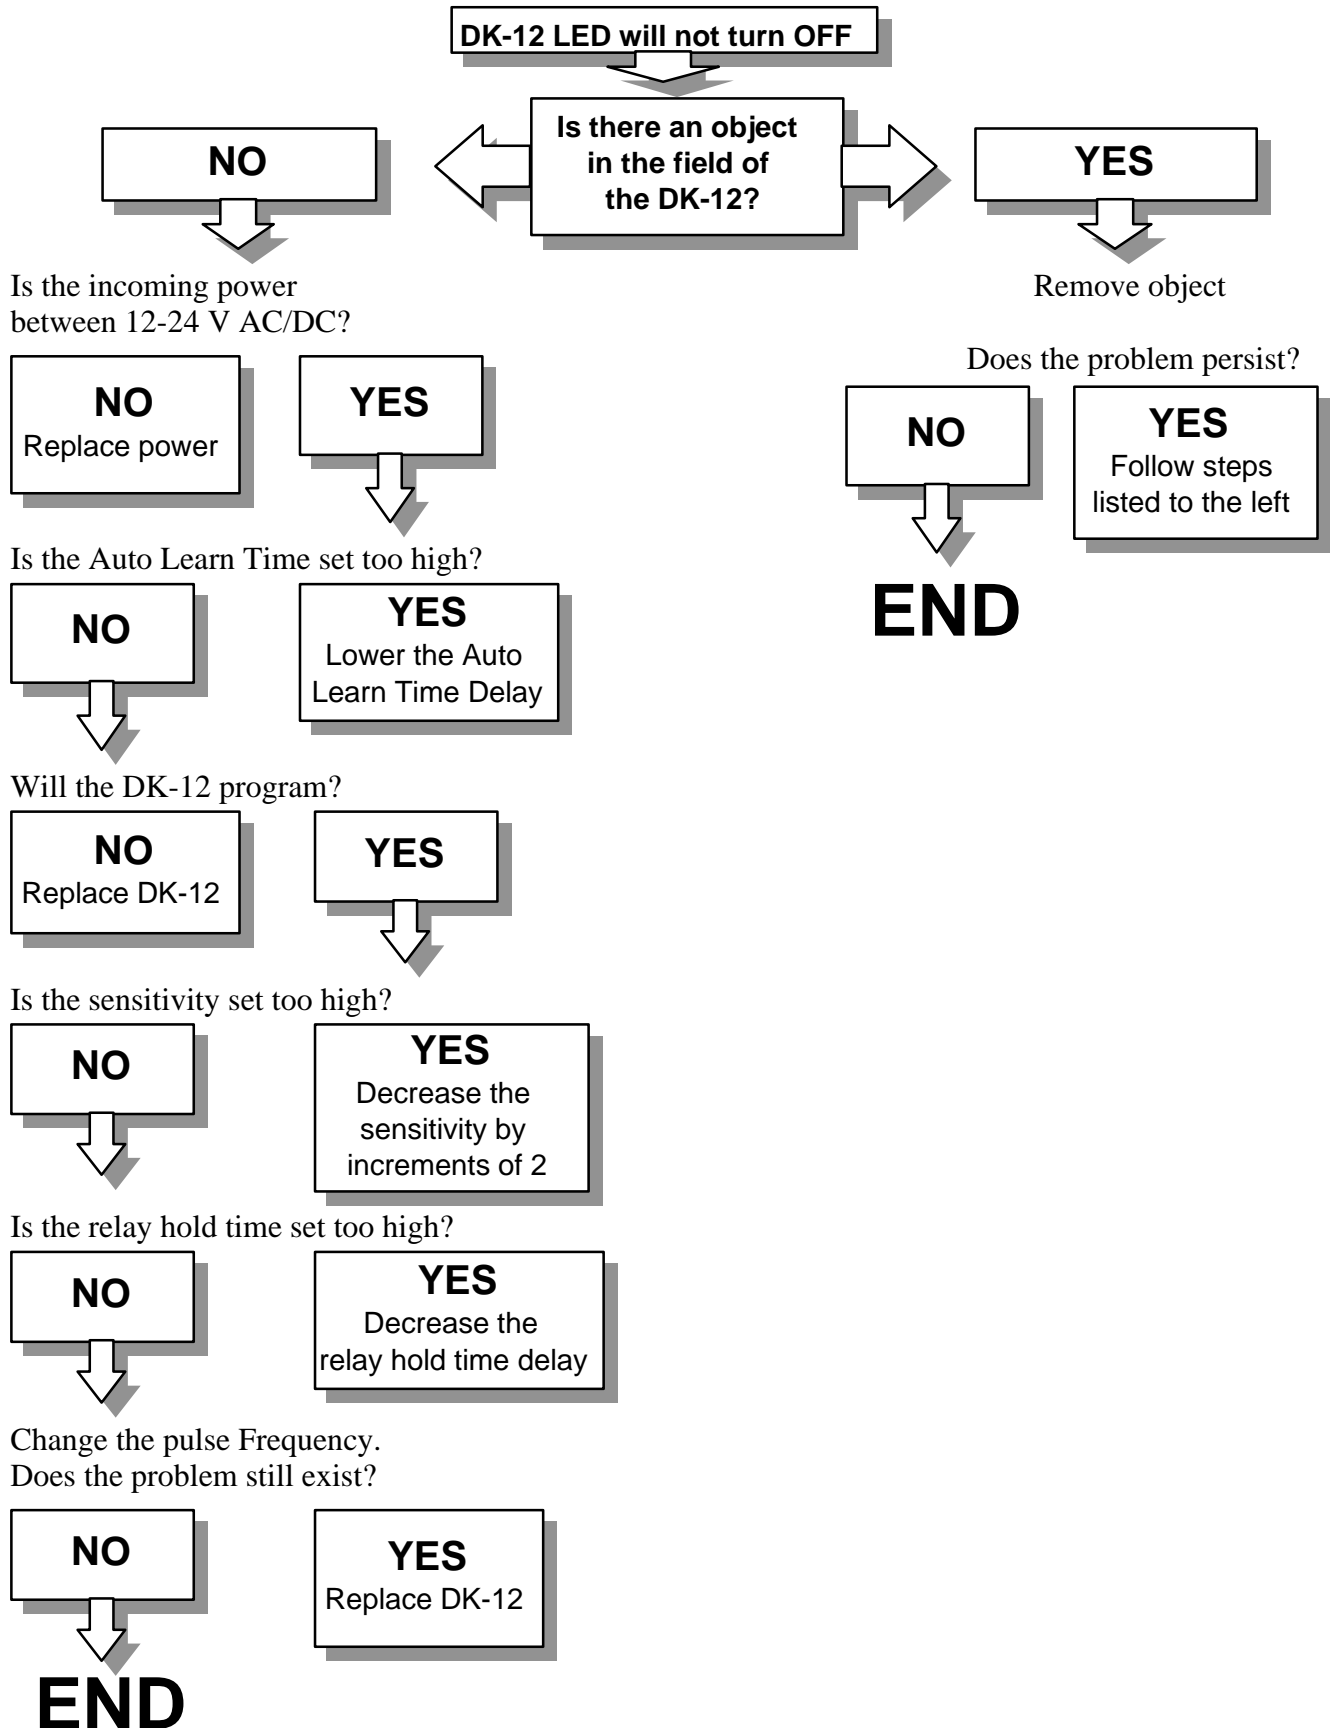 DK-12 LED will not turn OFF
Is there an object
in the field of
the DK-12?
NO
YES
Is the incoming power
between 12-24 V AC/DC?
NO
Replace power
YES
Is the Auto Learn Time set too high?
NO
YES
Lower the Auto
Learn Time Delay
Will the DK-12 program?
NO
Replace DK-12
YES
Is the sensitivity set too high?
NO
YES
Decrease the
sensitivity by
increments of 2
Is the relay hold time set too high?
NO
YES
Decrease the
relay hold time delay
Change the pulse Frequency.
Does the problem still exist?
NO
YES
Replace DK-12
END
Remove object
Does the problem persist?
NO
YES
Follow steps
listed to the left
END